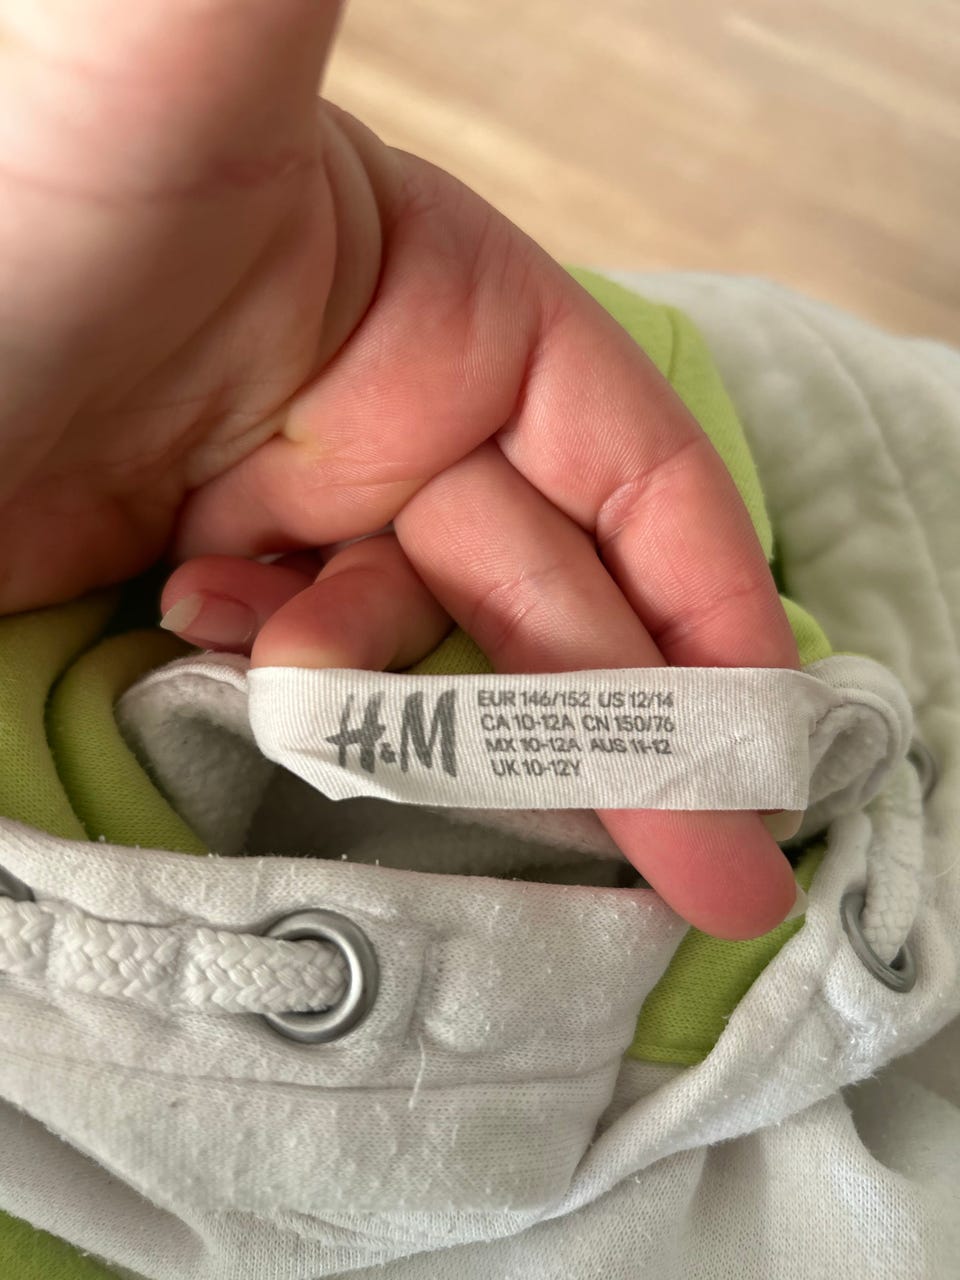 H&M
EUR 146/152 US 12/14
CA 10-12A CN 150/76
MX 10-12A AUS 11-12
UK 10-12Y